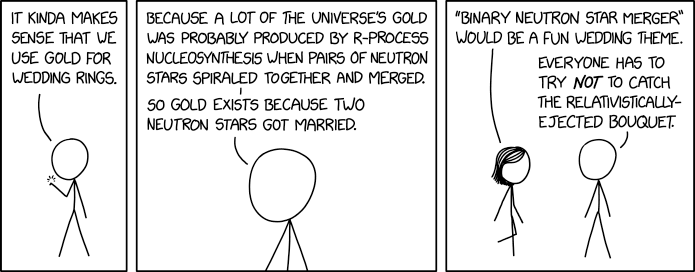 IT KINDA MAKES
SENSE THAT WE
USE GOLD FOR
WEDDING RINGS.
BECAUSE A LOT OF THE UNIVERSE'S GOLD
WAS PROBABLY PRODUCED BY R-PROCESS
NUCLEOSYNTHESIS WHEN PAIRS OF NEUTRON
STARS SPIRALED TOGETHER AND MERGED.
SO GOLD EXISTS BECAUSE TWO
NEUTRON STARS GOT MARRIED.
"BINARY NEUTRON STAR MERGER"
WOULD BE A FUN WEDDING THEME.
EVERYONE HAS TO
TRY NOT TO CATCH
THE RELATIVISTICALLY-
EJECTED BOUQUET.